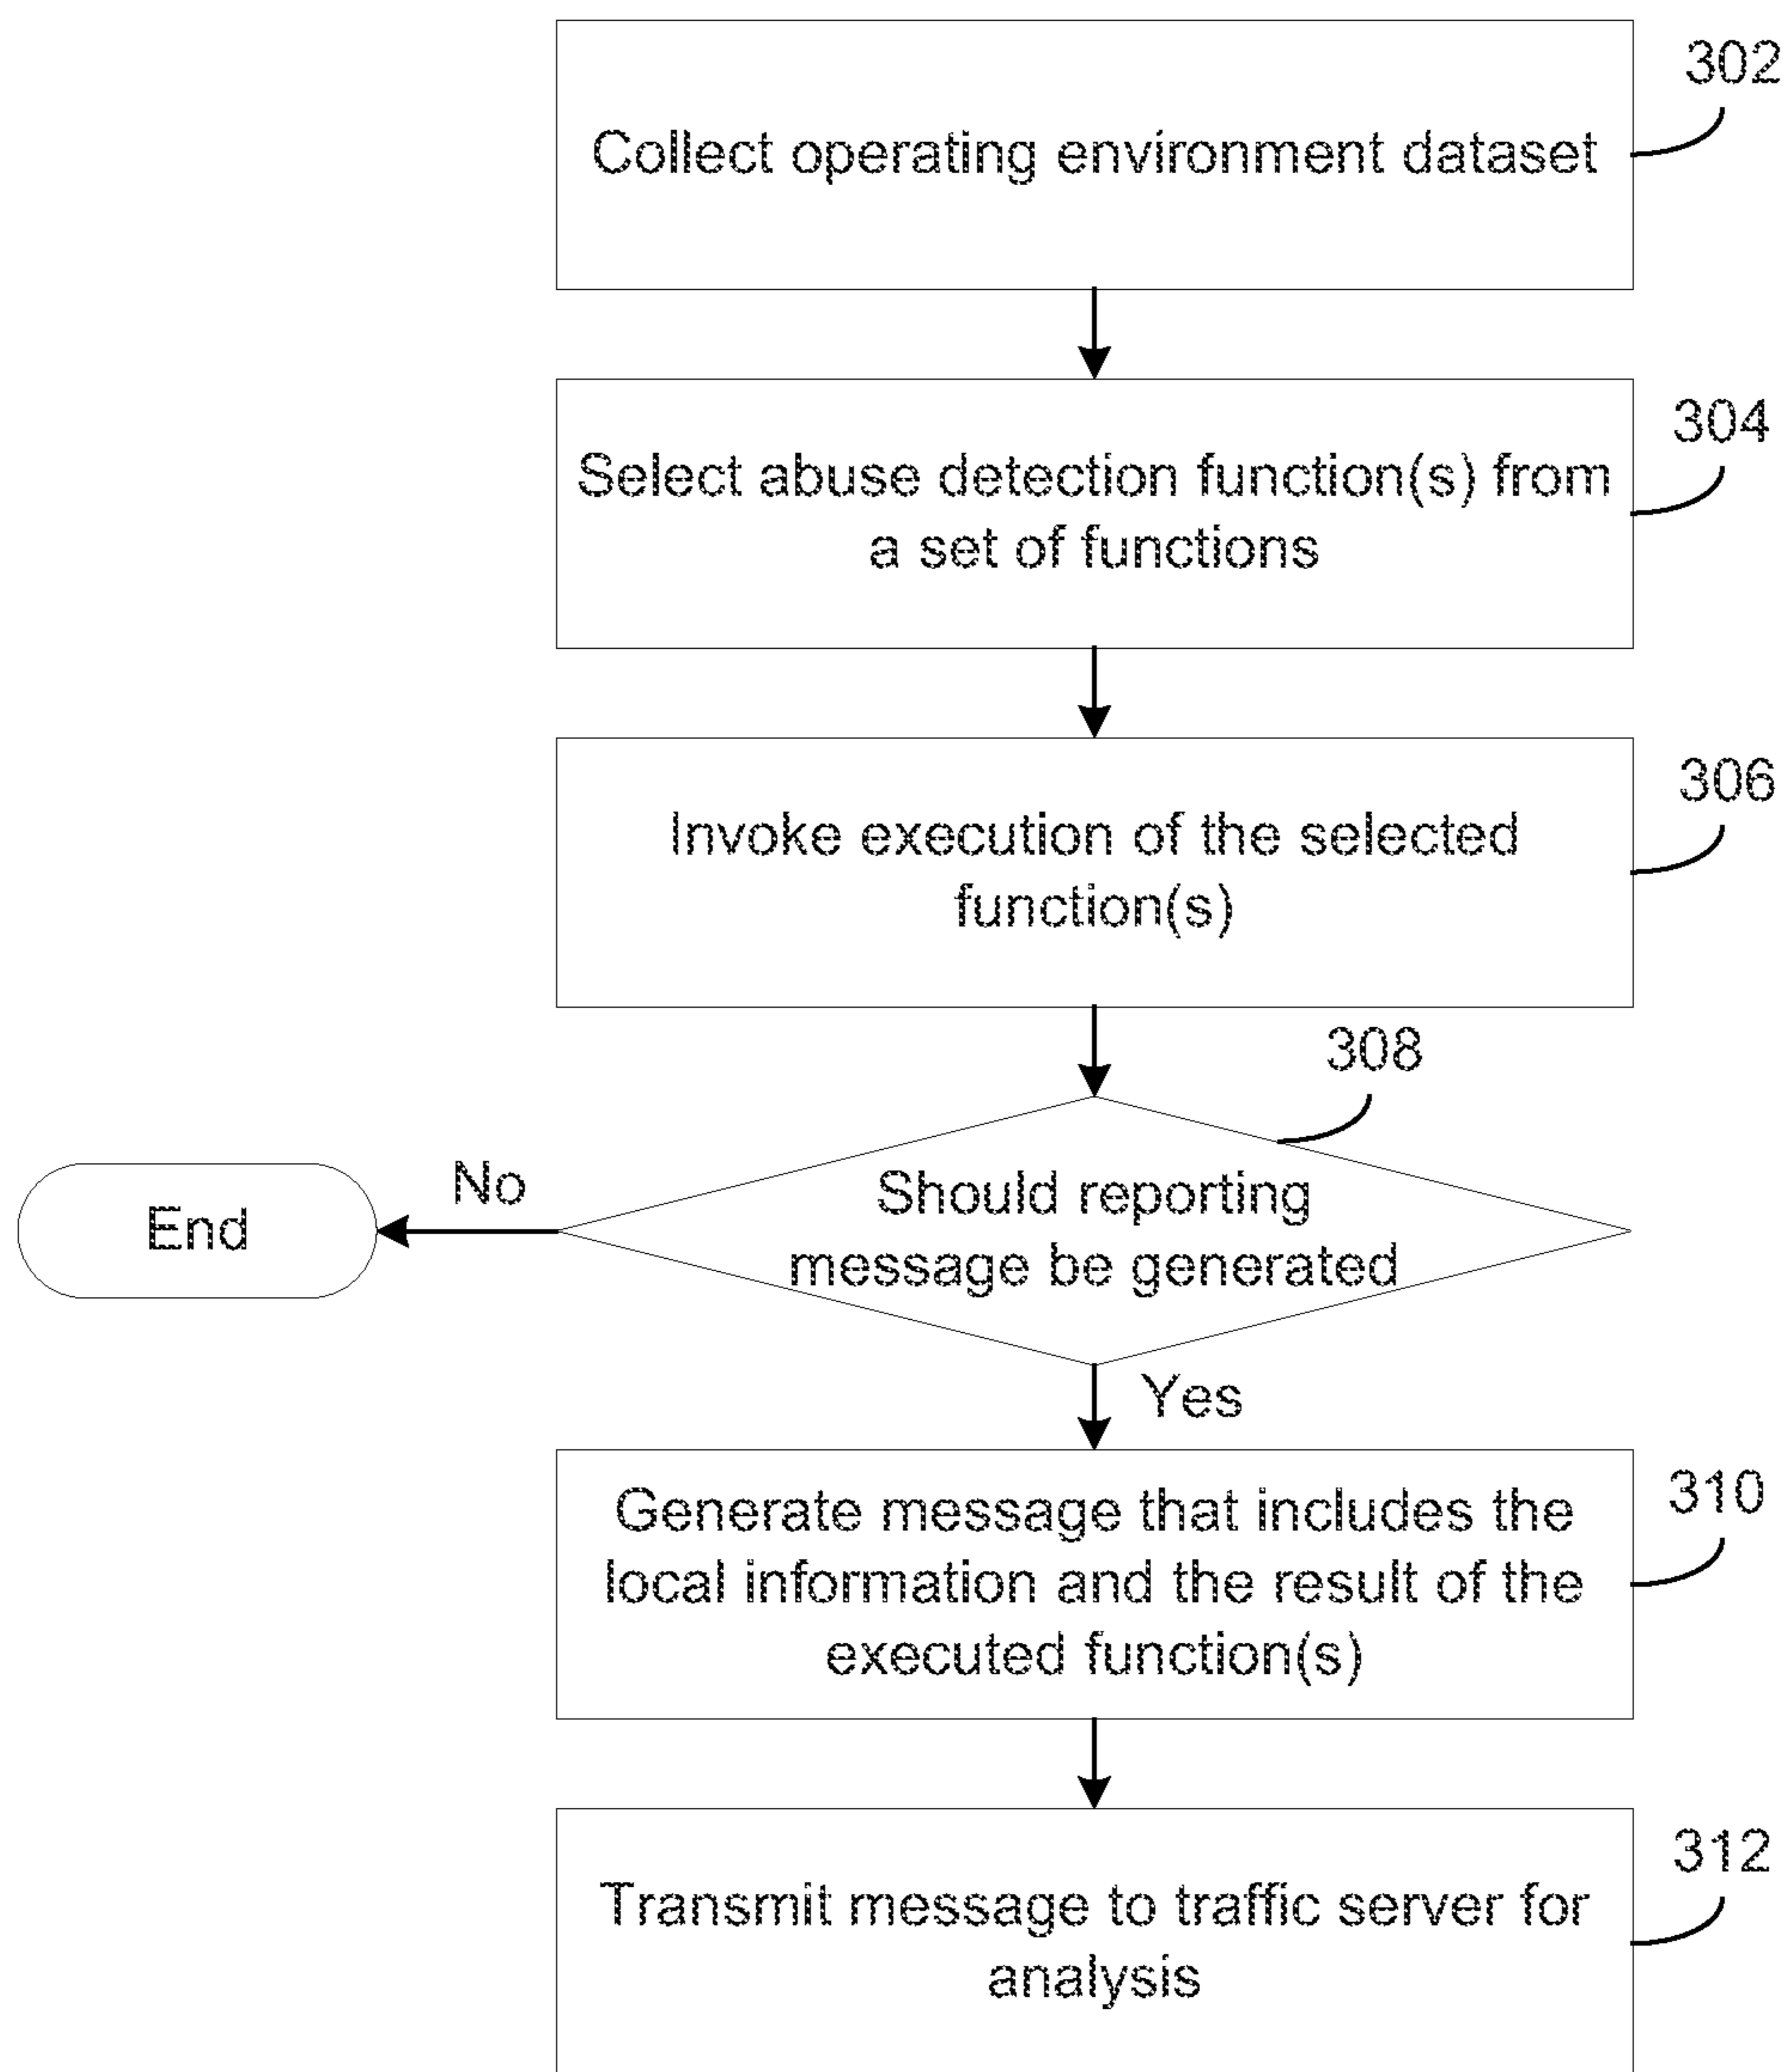 302
Collect operating environment dataset
304
Select abuse detection function(s) from
a set of functions
306
Invoke execution of the selected
function(s)
308
Should reporting
message be generated
No
End
Yes
310
Generate message that includes the
local information and the result of the
executed function(s)
312
Transmit message to traffic server for
analysis